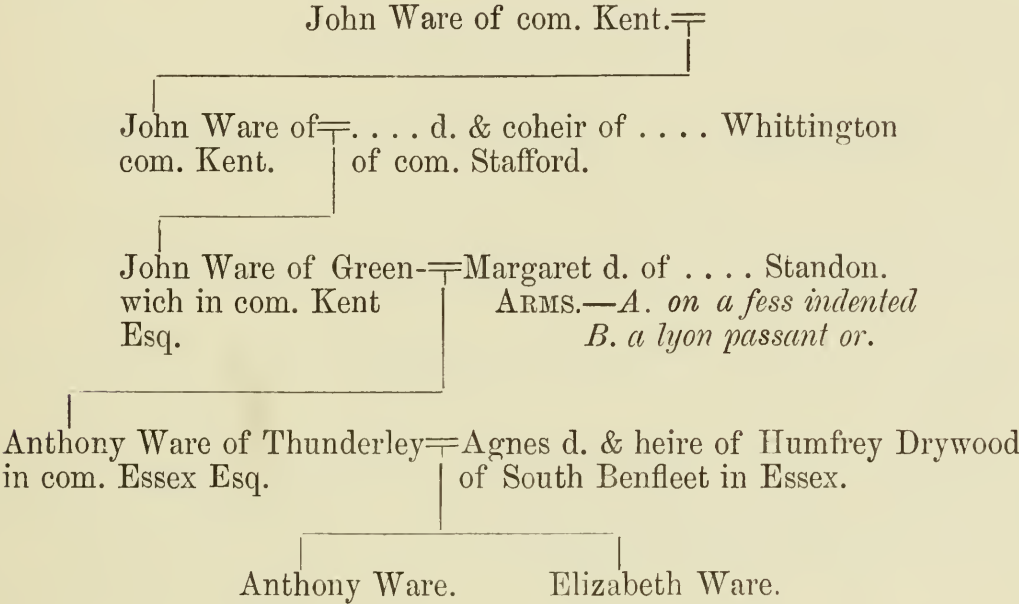 John Ware of com. Kent.
John Ware of . . . . d. & coheir of . . . . Whittington
com. Kent. of com. Stafford.
John Ware of Green- Margaret d. of . . . . Standon.
wich in com. Kent ARMS.—A. on a fess indented
Esq. B. a lyon passant or.
Anthony Ware of Thunderley Agnes d. & heire of Humfrey Drywood
in com. Essex Esq. of South Benfleet in Essex.
Anthony Ware. Elizabeth Ware.